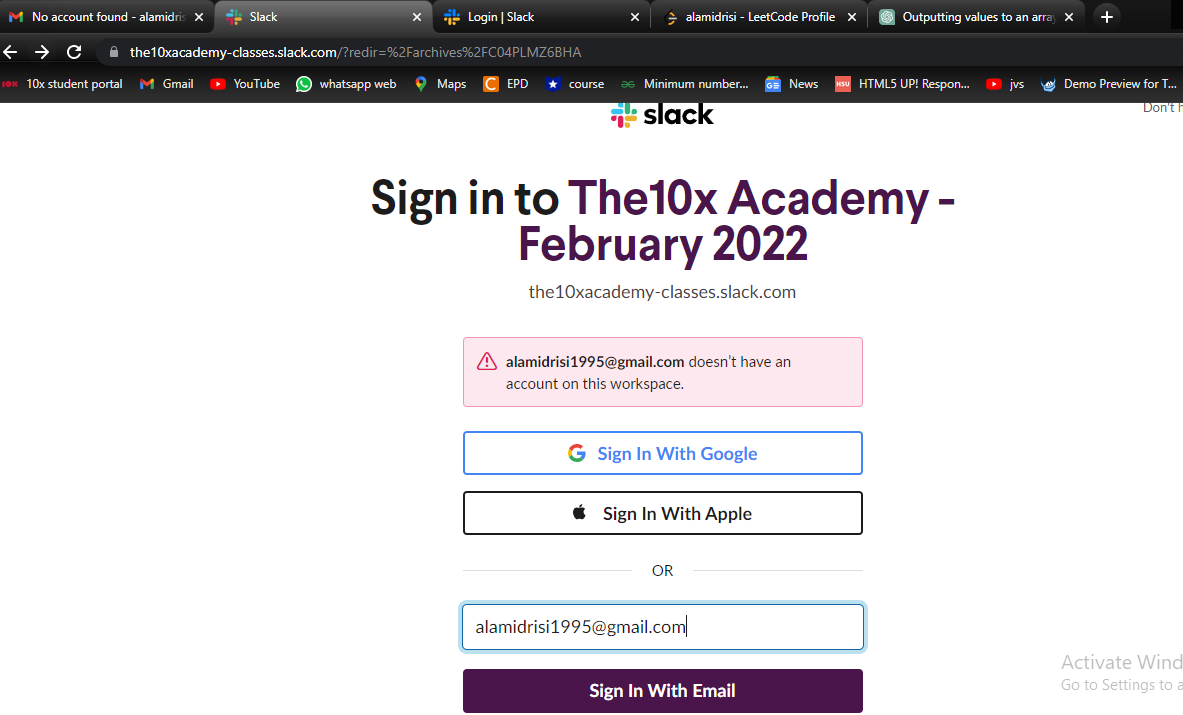 No account found - alamidris
Slack
Login | Slack
alamidrisi - LeetCode Profile
Outputting values to an array
the10xacademy-classes.slack.com/?redir=%2Farchives%2FC04PLMZ6BHA
10x 10x student portal
Gmail
YouTube
whatsapp web
Maps
EPD
course
Minimum number...
News
HSU HTML5 UP! Respon...
jvs
Demo Preview for T...
slack
Don't
Sign in to The10x Academy -
February 2022
the10xacademy-classes.slack.com
alamidrisi1995@gmail.com doesn't have an
account on this workspace.
Sign In With Google
Sign In With Apple
OR
alamidrisi1995@gmail.com
Sign In With Email
Activate Wind
Go to Settings to a